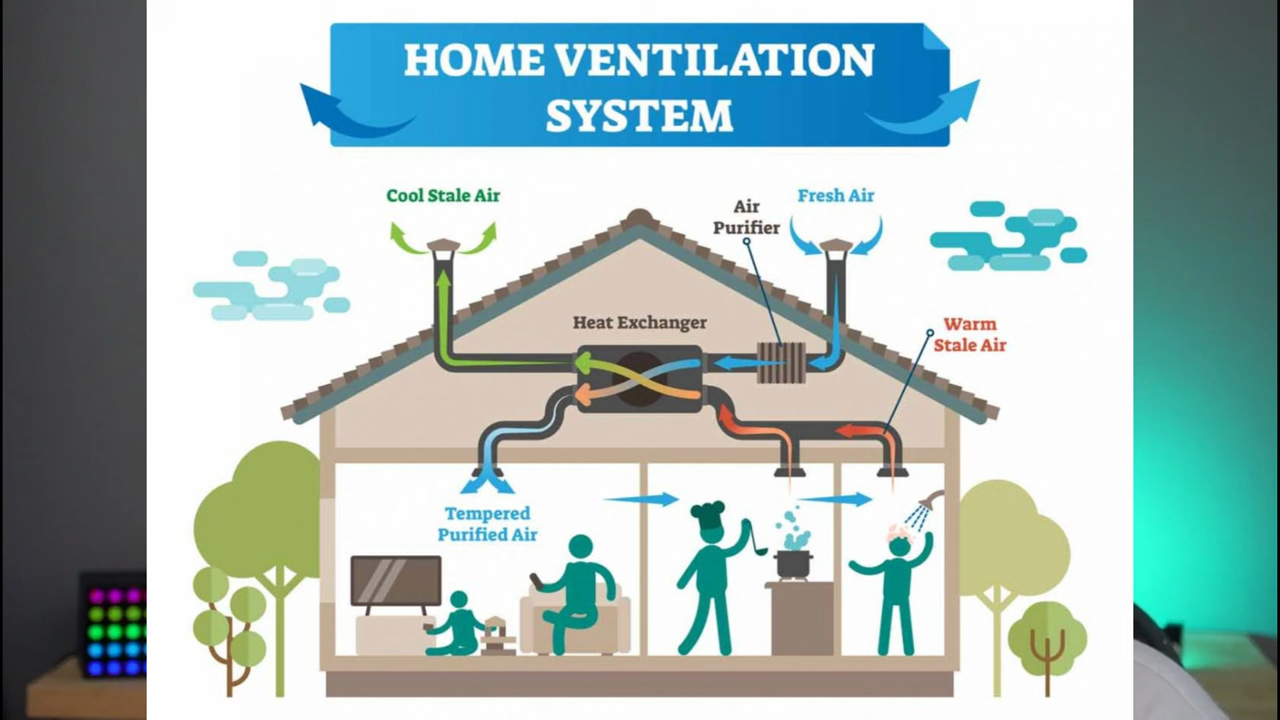 HOME VENTILATION
SYSTEM
Cool Stale Air
Air
Purifier
Fresh Air
Heat Exchanger
Warm
Stale Air
Tempered
Purified Air